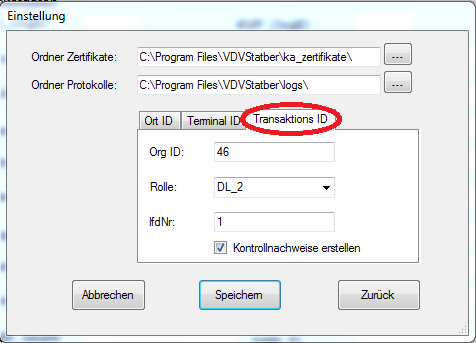 Einstellung
Ordner Zertifikate: C:\Program Files\VDVStatber\ka_zertifikate\ ...
Ordner Protokolle: C:\Program Files\VDVStatber\logs\ ...
Ort ID Terminal ID Transaktions ID
Org ID: 46
Rolle: DL_2
lfdNr: 1
Kontrollnachweise erstellen
Abbrechen Speichern Zurück